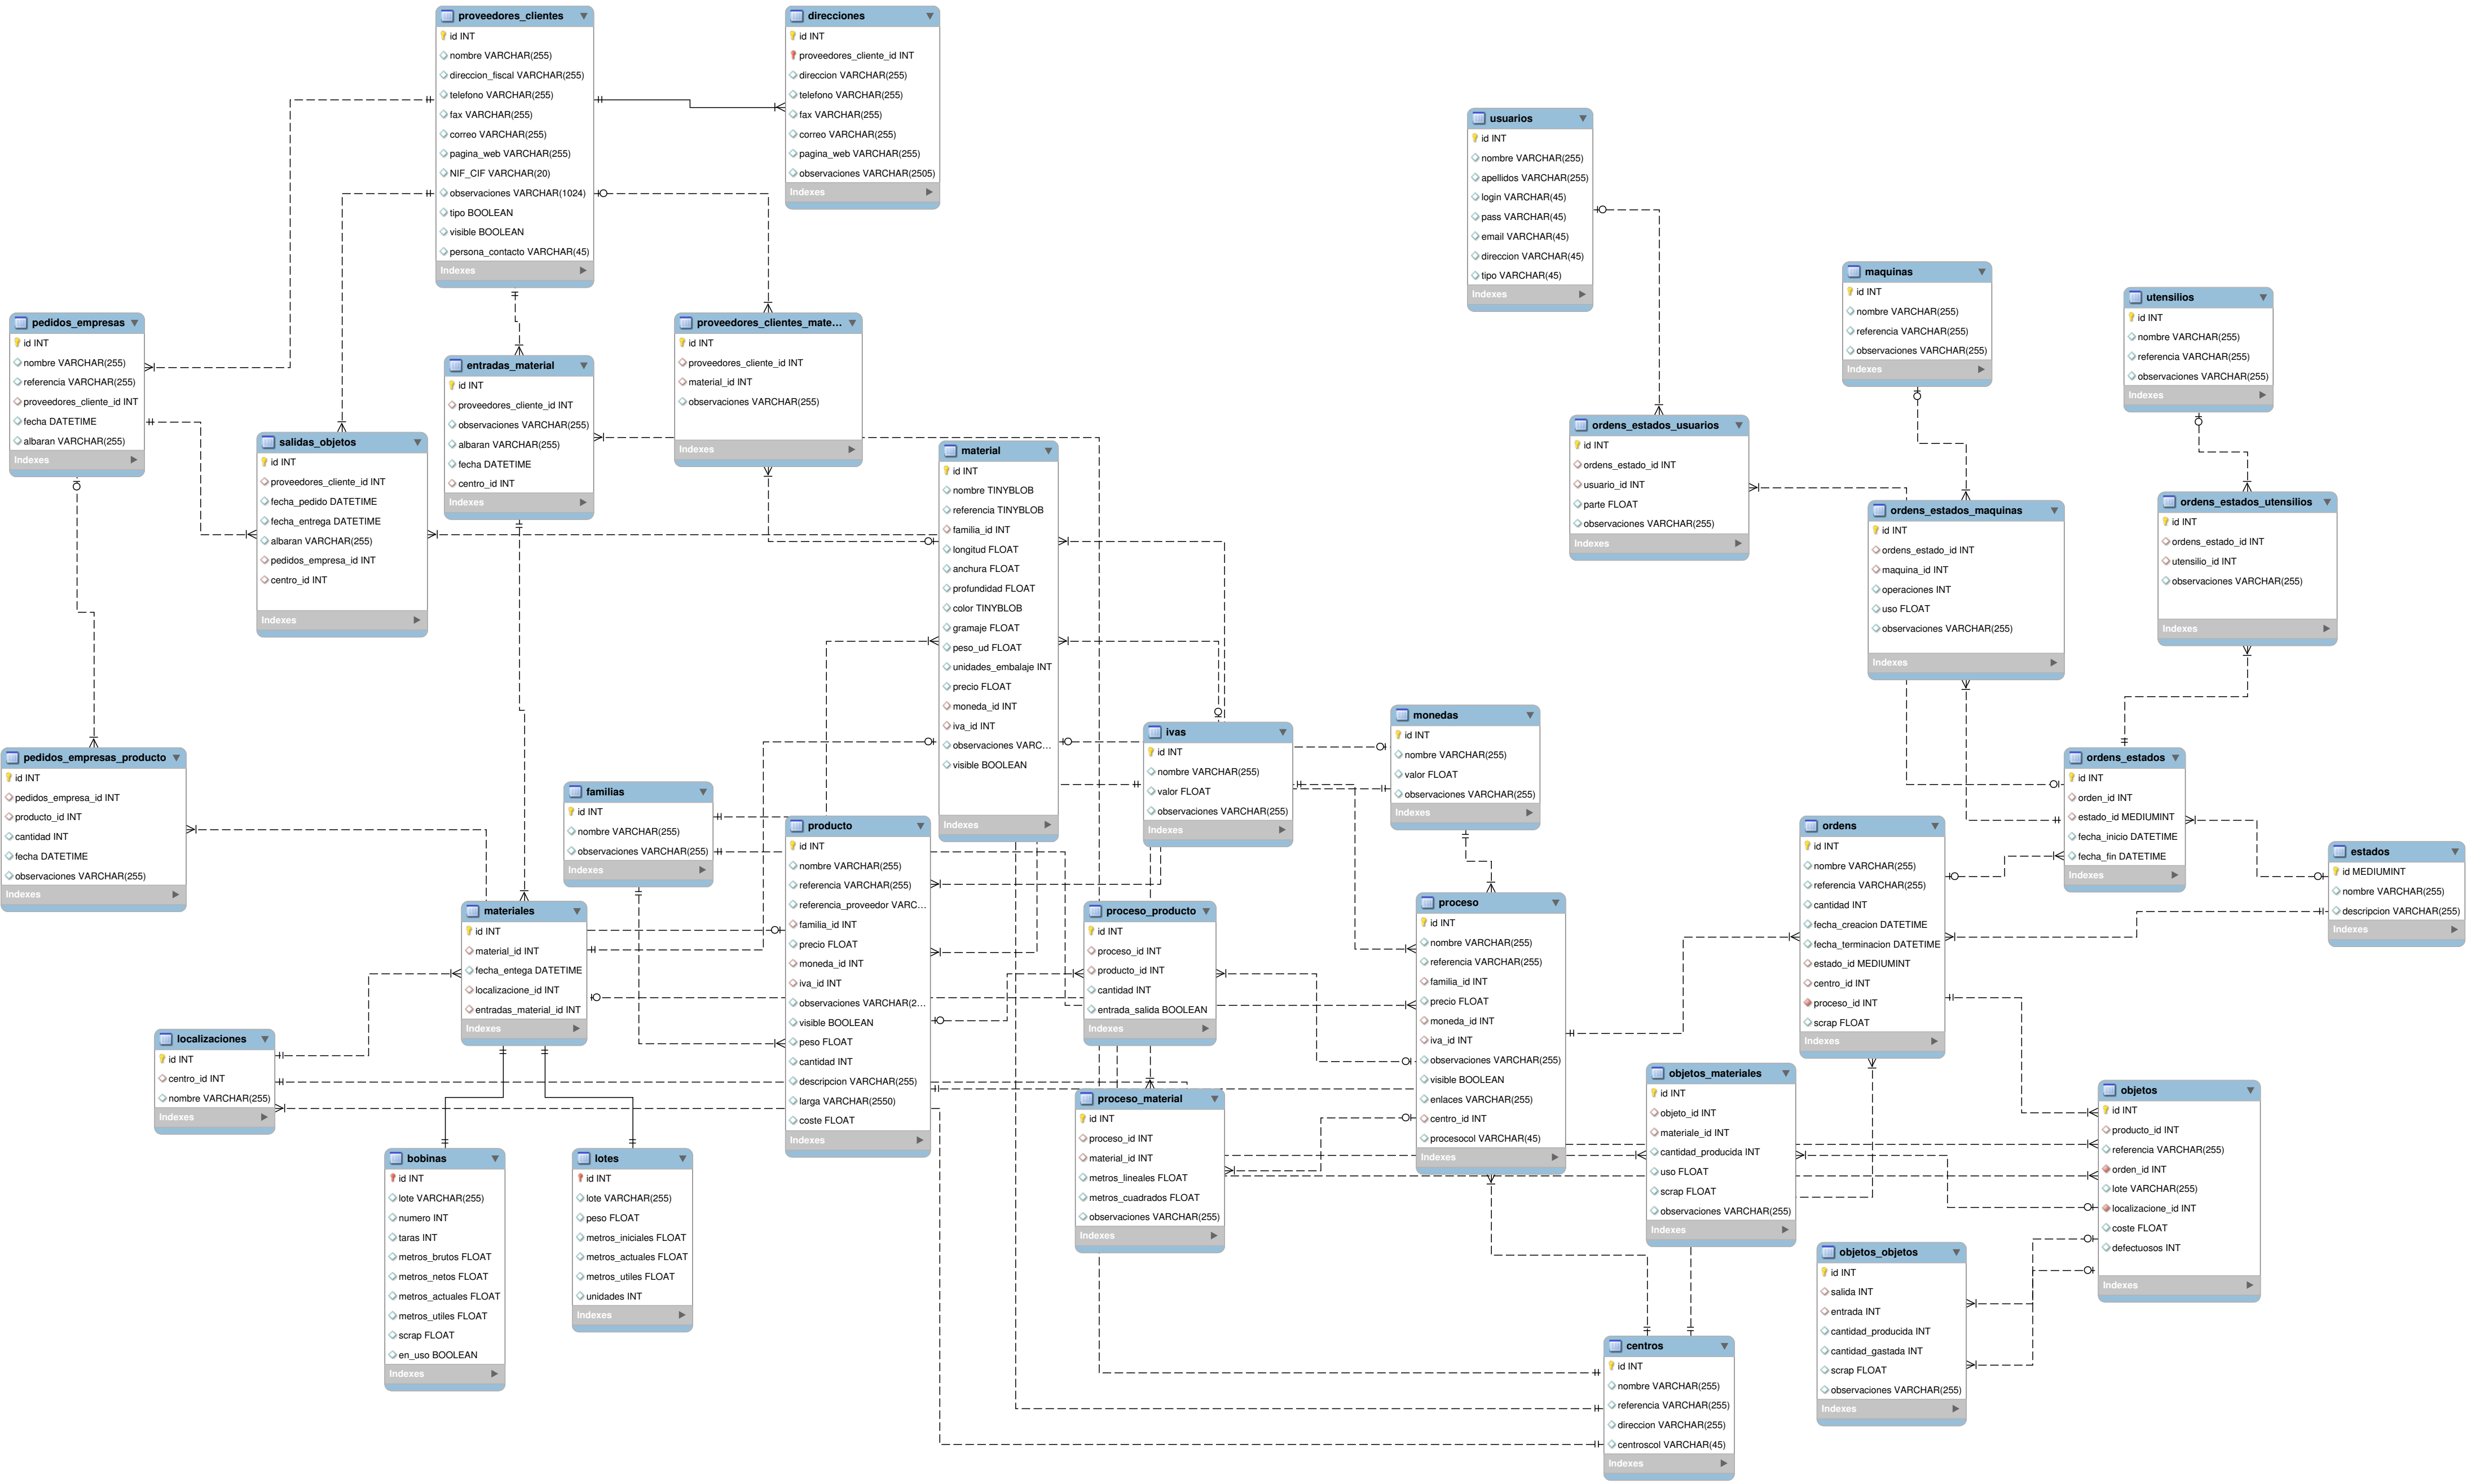 proveedores_clientes
id INT
nombre VARCHAR(255)
direccion_fiscal VARCHAR(255)
telefono VARCHAR(255)
fax VARCHAR(255)
correo VARCHAR(255)
pagina_web VARCHAR(255)
NIF_CIF VARCHAR(20)
observaciones VARCHAR(1024)
tipo BOOLEAN
visible BOOLEAN
persona_contacto VARCHAR(45)
Indexes
direcciones
id INT
proveedores_cliente_id INT
direccion VARCHAR(255)
telefono VARCHAR(255)
fax VARCHAR(255)
correo VARCHAR(255)
pagina_web VARCHAR(255)
observaciones VARCHAR(2505)
Indexes
usuarios
id INT
nombre VARCHAR(255)
apellidos VARCHAR(255)
login VARCHAR(45)
pass VARCHAR(45)
email VARCHAR(45)
direccion VARCHAR(45)
tipo VARCHAR(45)
Indexes
maquinas
id INT
nombre VARCHAR(255)
referencia VARCHAR(255)
observaciones VARCHAR(255)
Indexes
utensilios
id INT
nombre VARCHAR(255)
referencia VARCHAR(255)
observaciones VARCHAR(255)
Indexes
pedidos_empresas
id INT
nombre VARCHAR(255)
referencia VARCHAR(255)
proveedores_cliente_id INT
fecha DATETIME
albaran VARCHAR(255)
Indexes
entradas_material
id INT
proveedores_cliente_id INT
observaciones VARCHAR(255)
albaran VARCHAR(255)
fecha DATETIME
centro_id INT
Indexes
proveedores_clientes_mate...
id INT
proveedores_cliente_id INT
material_id INT
observaciones VARCHAR(255)
Indexes
salidas_objetos
id INT
proveedores_cliente_id INT
fecha_pedido DATETIME
fecha_entrega DATETIME
albaran VARCHAR(255)
pedidos_empresa_id INT
centro_id INT
Indexes
material
id INT
nombre TINYBLOB
referencia TINYBLOB
familia_id INT
longitud FLOAT
anchura FLOAT
profundidad FLOAT
color TINYBLOB
gramaje FLOAT
peso_ud FLOAT
unidades_embalaje INT
precio FLOAT
moneda_id INT
iva_id INT
observaciones VARC...
visible BOOLEAN
Indexes
ordens_estados_usuarios
id INT
ordens_estado_id INT
usuario_id INT
parte FLOAT
observaciones VARCHAR(255)
Indexes
ordens_estados_maquinas
id INT
ordens_estado_id INT
maquina_id INT
operaciones INT
uso FLOAT
observaciones VARCHAR(255)
Indexes
ordens_estados_utensilios
id INT
ordens_estado_id INT
utensilio_id INT
observaciones VARCHAR(255)
Indexes
pedidos_empresas_producto
id INT
pedidos_empresa_id INT
producto_id INT
cantidad INT
fecha DATETIME
observaciones VARCHAR(255)
Indexes
familias
id INT
nombre VARCHAR(255)
observaciones VARCHAR(255)
Indexes
ivas
id INT
nombre VARCHAR(255)
valor FLOAT
observaciones VARCHAR(255)
Indexes
monedas
id INT
nombre VARCHAR(255)
valor FLOAT
observaciones VARCHAR(255)
Indexes
ordens_estados
id INT
orden_id INT
estado_id MEDIUMINT
fecha_inicio DATETIME
fecha_fin DATETIME
Indexes
producto
id INT
nombre VARCHAR(255)
referencia VARCHAR(255)
referencia_proveedor VARC...
familia_id INT
precio FLOAT
moneda_id INT
iva_id INT
observaciones VARCHAR(2...
visible BOOLEAN
peso FLOAT
cantidad INT
descripcion VARCHAR(255)
larga VARCHAR(2550)
coste FLOAT
Indexes
ordens
id INT
nombre VARCHAR(255)
referencia VARCHAR(255)
cantidad INT
fecha_creacion DATETIME
fecha_terminacion DATETIME
estado_id MEDIUMINT
centro_id INT
proceso_id INT
scrap FLOAT
Indexes
estados
id MEDIUMINT
nombre VARCHAR(255)
descripcion VARCHAR(255)
Indexes
materiales
id INT
material_id INT
fecha_entega DATETIME
localizacione_id INT
entradas_material_id INT
Indexes
proceso_producto
id INT
proceso_id INT
producto_id INT
cantidad INT
entrada_salida BOOLEAN
Indexes
proceso
id INT
nombre VARCHAR(255)
referencia VARCHAR(255)
familia_id INT
precio FLOAT
moneda_id INT
iva_id INT
observaciones VARCHAR(255)
visible BOOLEAN
enlaces VARCHAR(255)
centro_id INT
procesocol VARCHAR(45)
Indexes
localizaciones
id INT
centro_id INT
nombre VARCHAR(255)
Indexes
proceso_material
id INT
proceso_id INT
material_id INT
metros_lineales FLOAT
metros_cuadrados FLOAT
observaciones VARCHAR(255)
Indexes
objetos_materiales
id INT
objeto_id INT
materiale_id INT
cantidad_producida INT
uso FLOAT
scrap FLOAT
observaciones VARCHAR(255)
Indexes
objetos
id INT
producto_id INT
referencia VARCHAR(255)
orden_id INT
lote VARCHAR(255)
localizacione_id INT
coste FLOAT
defectuosos INT
Indexes
bobinas
id INT
lote VARCHAR(255)
numero INT
taras INT
metros_brutos FLOAT
metros_netos FLOAT
metros_actuales FLOAT
metros_utiles FLOAT
scrap FLOAT
en_uso BOOLEAN
Indexes
lotes
id INT
lote VARCHAR(255)
peso FLOAT
metros_iniciales FLOAT
metros_actuales FLOAT
metros_utiles FLOAT
unidades INT
Indexes
objetos_objetos
id INT
salida INT
entrada INT
cantidad_producida INT
cantidad_gastada INT
scrap FLOAT
observaciones VARCHAR(255)
Indexes
centros
id INT
nombre VARCHAR(255)
referencia VARCHAR(255)
direccion VARCHAR(255)
centroscol VARCHAR(45)
Indexes